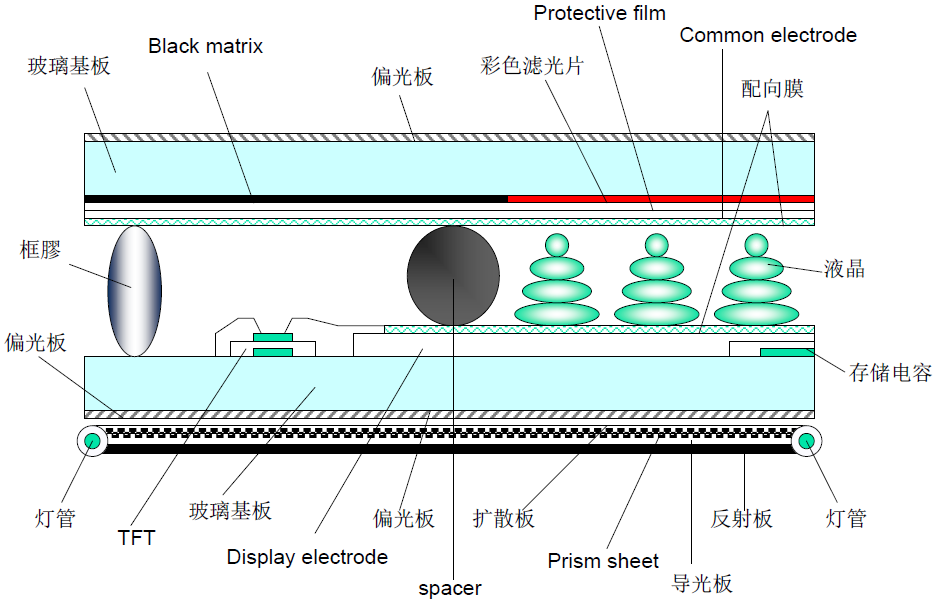 Protective film
Common electrode
Black matrix
玻璃基板
偏光板
彩色滤光片
配向膜
框膠
液晶
偏光板
存储电容
灯管
TFT
玻璃基板
偏光板
扩散板
反射板
灯管
Display electrode
Prism sheet
导光板
spacer